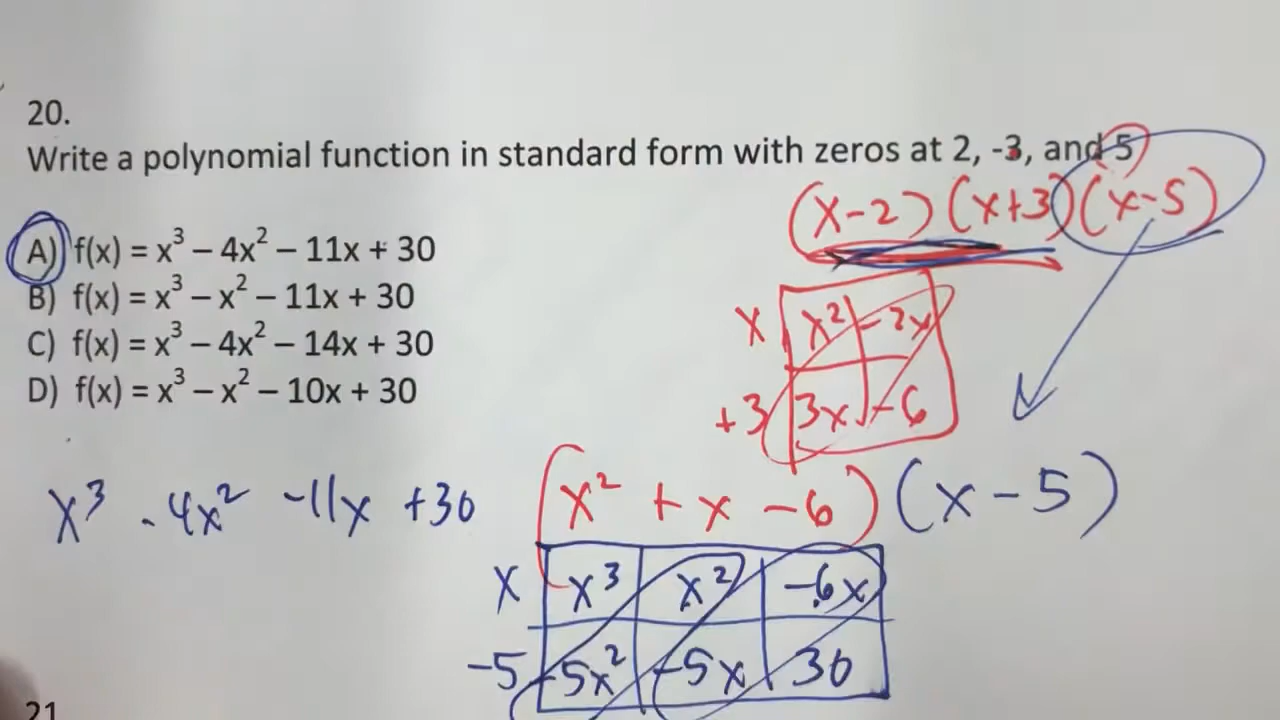 20.
Write a polynomial function in standard form with zeros at 2, -3, and 5
(x-2) (x+3) (x-5)
A) f(x) = x³ – 4x² – 11x + 30
B) f(x) = x³ – x² – 11x + 30
C) f(x) = x³ – 4x² – 14x + 30
D) f(x) = x³ – x² – 10x + 30
x x² -2x
+3 3x -6
x³ - 4x² -11x +30
(x² + x -6) (x - 5)
x x³ x² -6x
-5 -5x² -5x 30
21